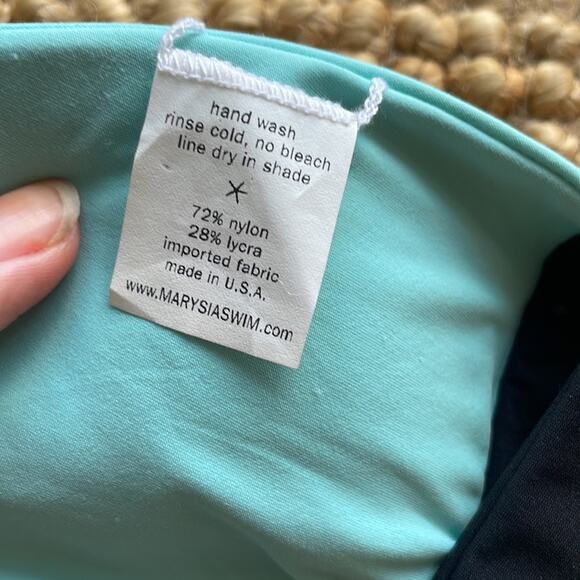 hand wash
rinse cold, no bleach
line dry in shade
72% nylon
28% lycra
imported fabric
made in U.S.A.
www.MARYSIASWIM.com